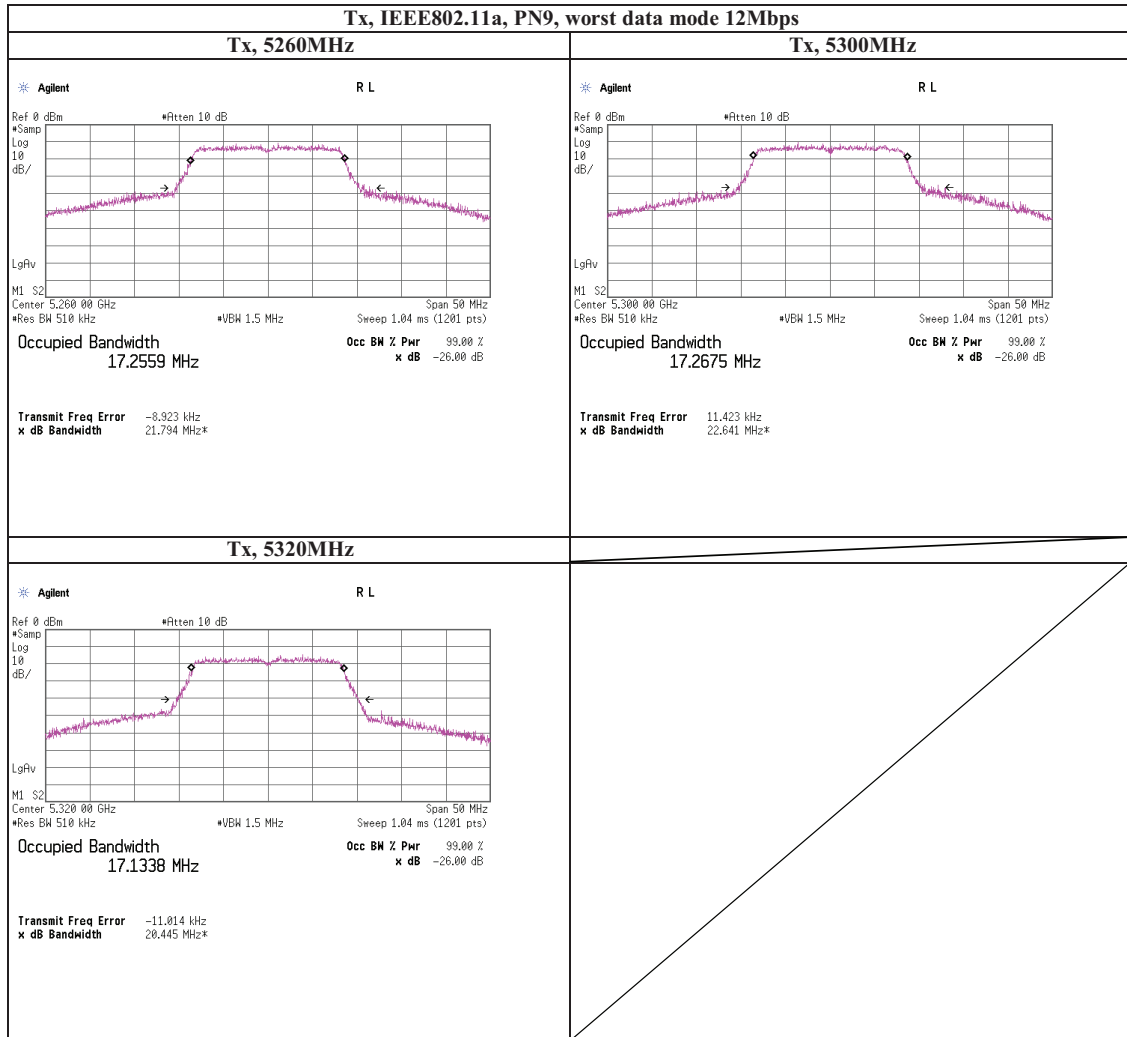 Tx, IEEE802.11a, PN9, worst data mode 12Mbps
Tx, 5260MHz
Agilent R L
Ref 0 dBm #Atten 10 dB
#Samp
Log
10
dB/
LgAv
M1 S2
Center 5.260 00 GHz Span 50 MHz
#Res BW 510 kHz #VBW 1.5 MHz Sweep 1.04 ms (1201 pts)
Occupied Bandwidth Occ BW % Pwr 99.00 %
17.2559 MHz x dB -26.00 dB
Transmit Freq Error -8.923 kHz
x dB Bandwidth 21.794 MHz*
Tx, 5300MHz
Agilent R L
Ref 0 dBm #Atten 10 dB
#Samp
Log
10
dB/
LgAv
M1 S2
Center 5.300 00 GHz Span 50 MHz
#Res BW 510 kHz #VBW 1.5 MHz Sweep 1.04 ms (1201 pts)
Occupied Bandwidth Occ BW % Pwr 99.00 %
17.2675 MHz x dB -26.00 dB
Transmit Freq Error 11.423 kHz
x dB Bandwidth 22.641 MHz*
Tx, 5320MHz
Agilent R L
Ref 0 dBm #Atten 10 dB
#Samp
Log
10
dB/
LgAv
M1 S2
Center 5.320 00 GHz Span 50 MHz
#Res BW 510 kHz #VBW 1.5 MHz Sweep 1.04 ms (1201 pts)
Occupied Bandwidth Occ BW % Pwr 99.00 %
17.1338 MHz x dB -26.00 dB
Transmit Freq Error -11.014 kHz
x dB Bandwidth 20.445 MHz*